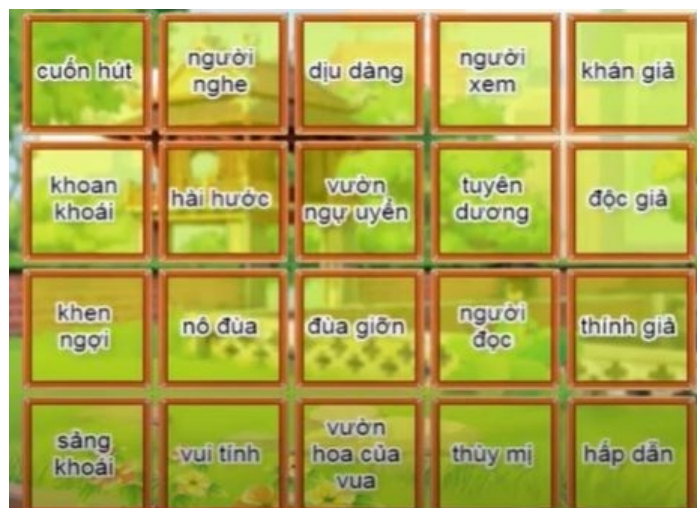 cuốn hút
người
nghe
dịu dàng
người
xem
khán giả
khoan
khoái
hài hước
vườn
ngự uyển
tuyên
dương
độc giả
khen
ngợi
nô đùa
đùa giỡn
người
đọc
thính giả
sảng
khoái
vui tính
vườn
hoa của
vua
thùy mị
hấp dẫn